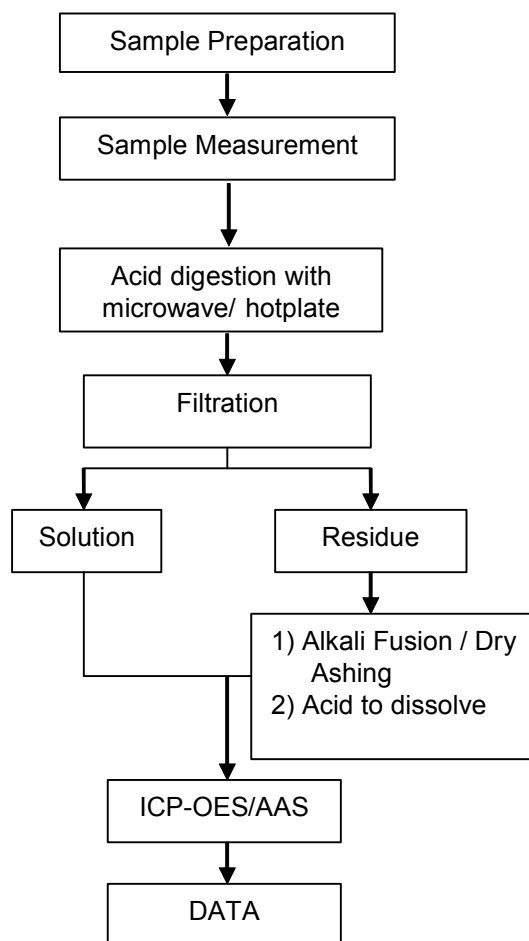 Sample Preparation
Sample Measurement
Acid digestion with
microwave/ hotplate
Filtration
Solution
Residue
1) Alkali Fusion / Dry
Ashing
2) Acid to dissolve
ICP-OES/AAS
DATA